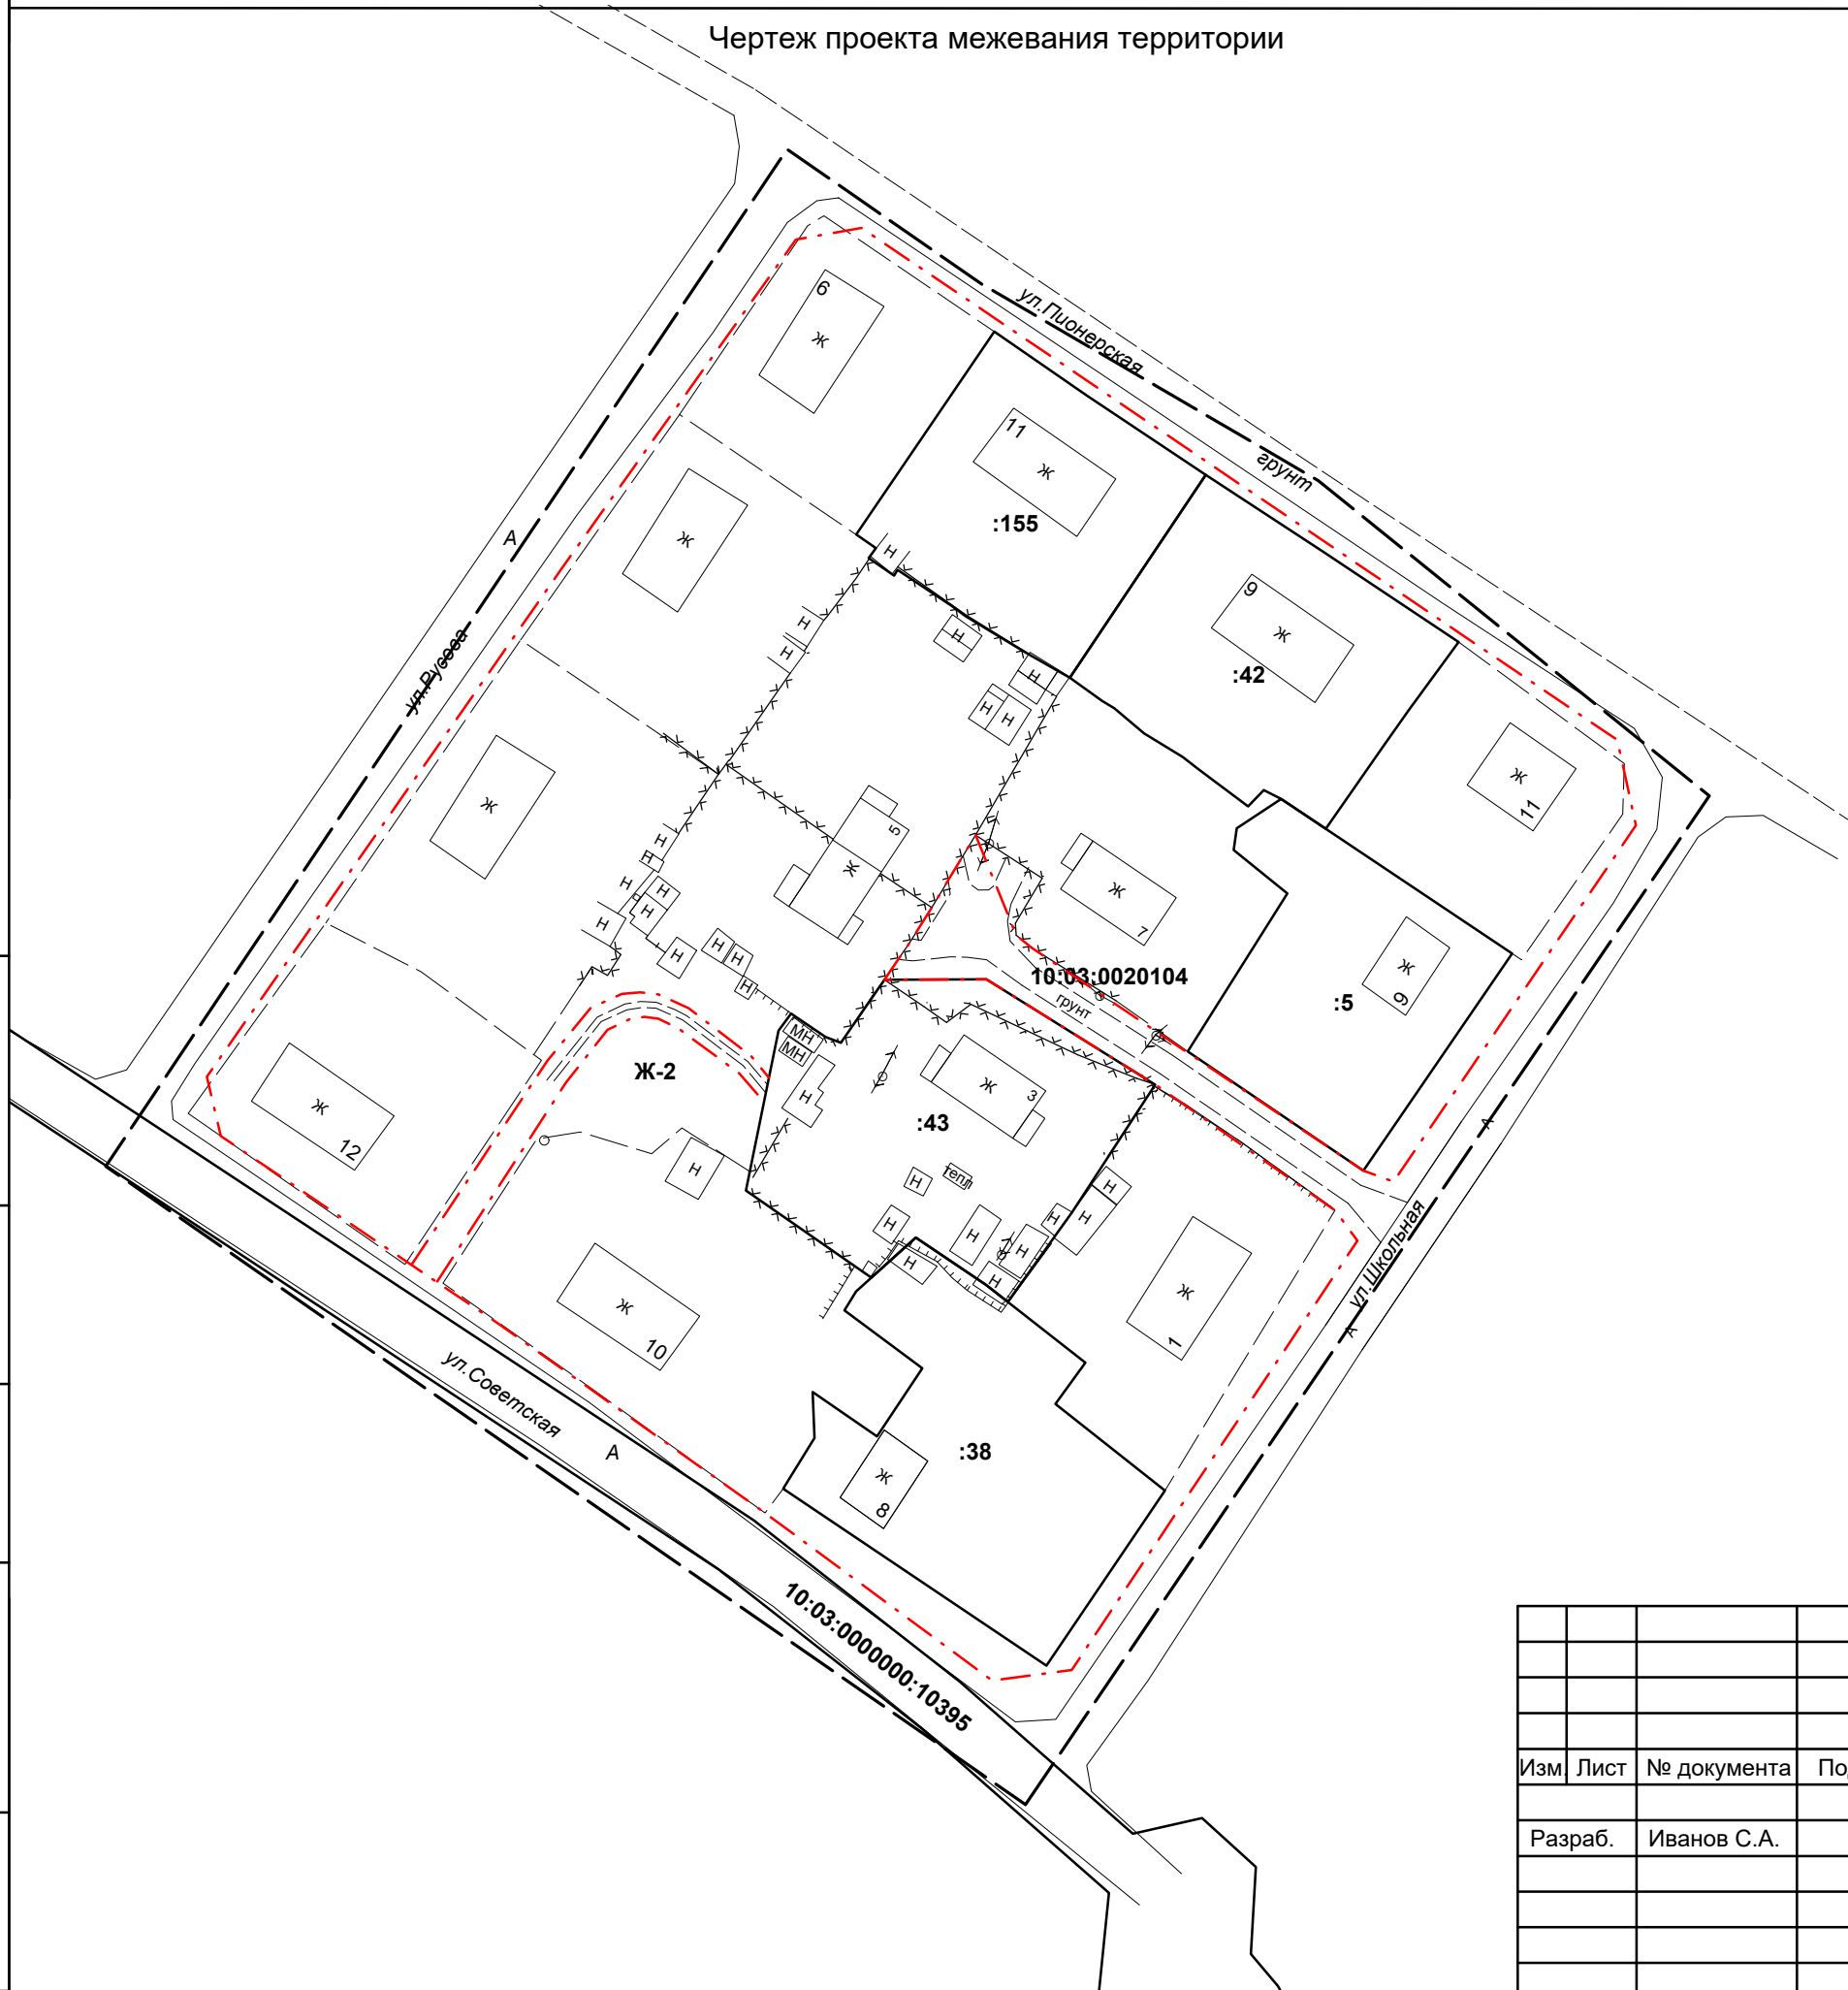 Чертеж проекта межевания территории
ул.Пионерская
грунт
6
Ж
11
Ж
:155
Н
9
Ж
:42
Ж
А
ул.Русова
Н
Н
Н
Н
Н
Н
Ж
11
Ж
5
Ж
Ж
7
Н
Н
Н
Н
Н
Н
Н
Н
Н
Н
10:03:0020104
грунт
Ж
9
:5
МН
МН
Н
Ж-2
Ж
3
:43
Ж
12
Н
Н
тепл
Н
Н
Н
Н
Н
Н
Н
Н
Н
А
ул.Школьная
А
Ж
1
Ж
10
ул.Советская
А
:38
Ж
8
10:03:0000000:10395
Изм. Лист № документа
Разраб. Иванов С.А.